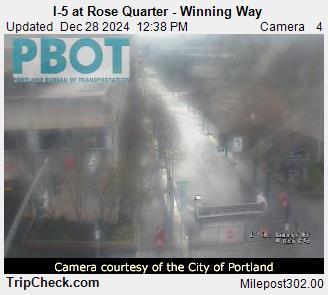 I-5 at Rose Quarter - Winning Way
Updated Dec 28 2024 12:38 PM Camera 4
PBOT
PORTLAND BUREAU OF TRANSPORTATION
Camera courtesy of the City of Portland
TripCheck.com Milepost302.00